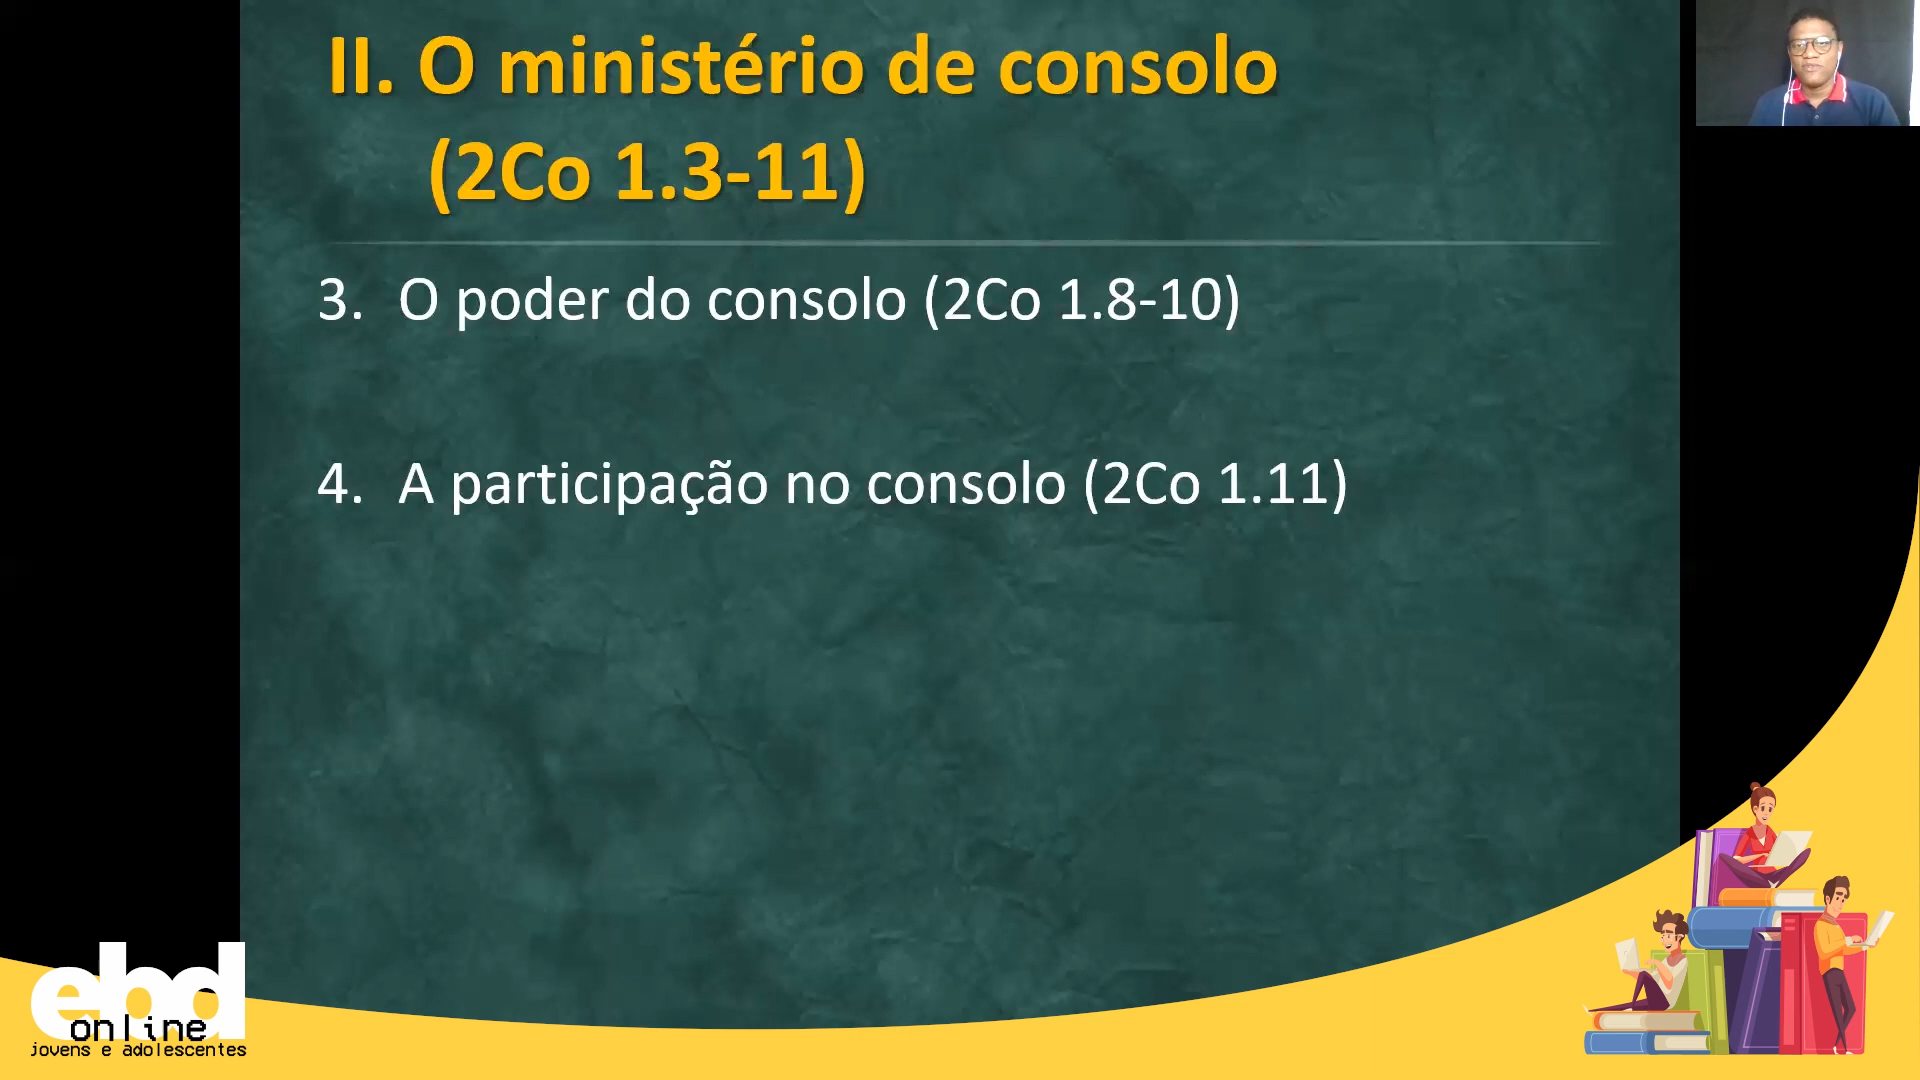 II. O ministério de consolo
(2Co 1.3-11)
3. O poder do consolo (2Co 1.8-10)
4. A participação no consolo (2Co 1.11)
ebd
online
jovens e adolescentes